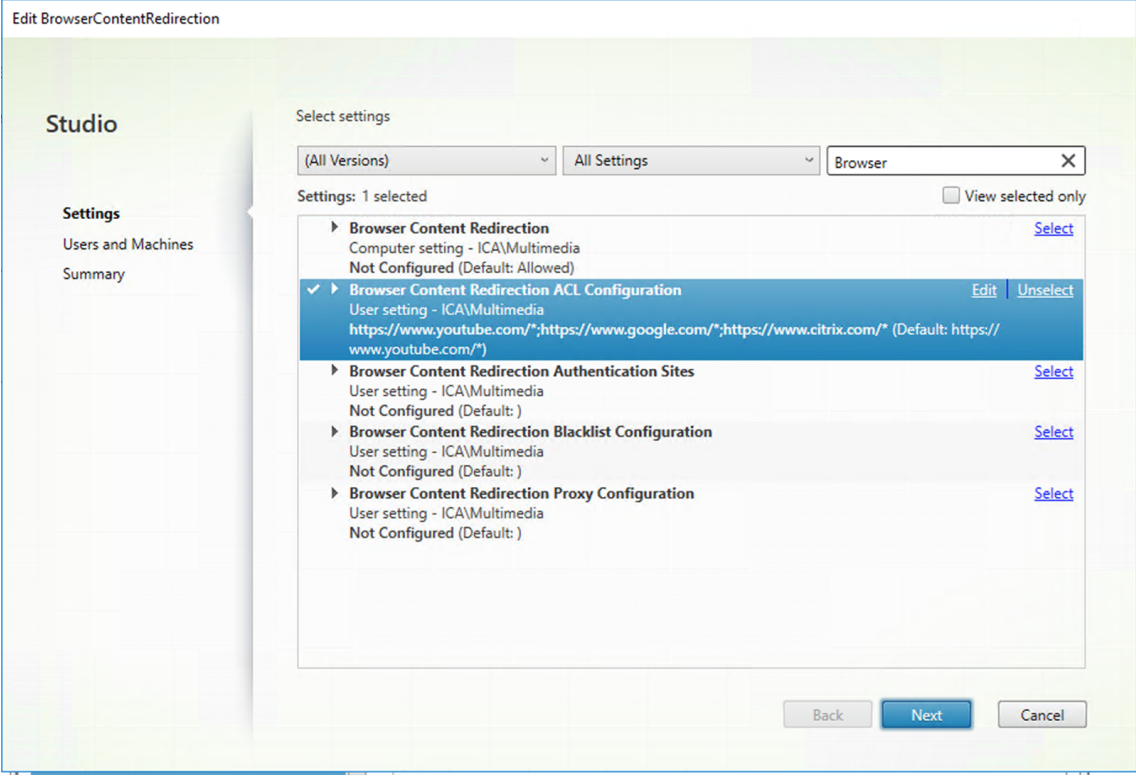 Edit BrowserContentRedirection
Studio
Settings
Users and Machines
Summary
Select settings
(All Versions)
All Settings
Browser
Settings: 1 selected
View selected only
Browser Content Redirection
Select
Computer setting - ICA\Multimedia
Not Configured (Default: Allowed)
Browser Content Redirection ACL Configuration
Edit | Unselect
User setting - ICA\Multimedia
https://www.youtube.com/*;https://www.google.com/*;https://www.citrix.com/* (Default: https://
www.youtube.com/*)
Browser Content Redirection Authentication Sites
Select
User setting - ICA\Multimedia
Not Configured (Default: )
Browser Content Redirection Blacklist Configuration
Select
User setting - ICA\Multimedia
Not Configured (Default: )
Browser Content Redirection Proxy Configuration
Select
User setting - ICA\Multimedia
Not Configured (Default: )
Back
Next
Cancel